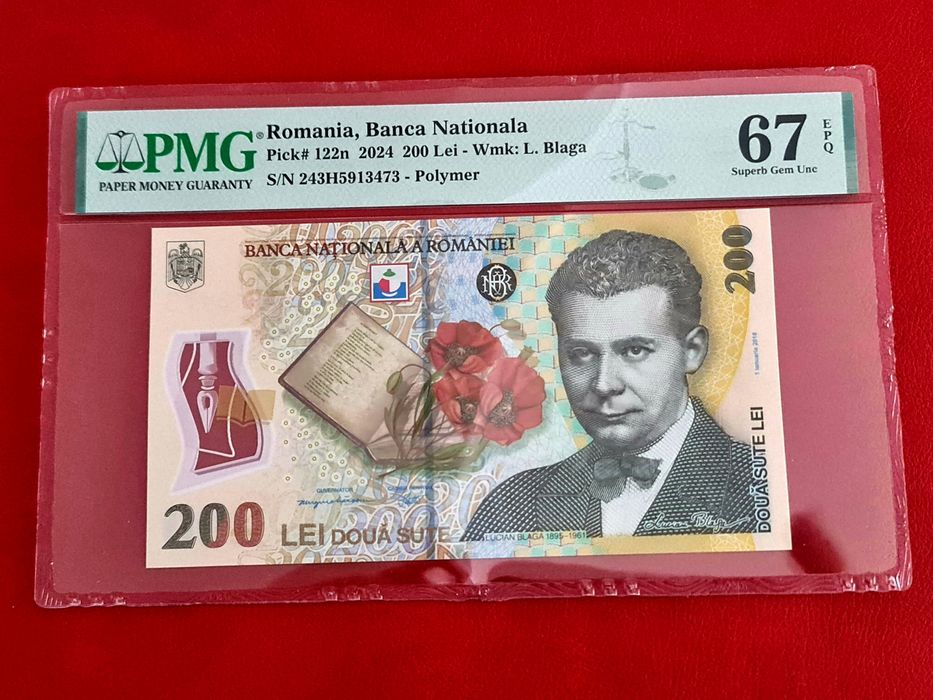 PMG®
PAPER MONEY GUARANTY
Romania, Banca Nationala
Pick# 122n 2024 200 Lei - Wmk: L. Blaga
S/N 243H5913473 - Polymer
67
EPQ
Superb Gem Unc
BANCA NAȚIONALĂ A ROMÂNIEI
200
1 ianuarie 2018
GUVERNATOR
200 LEI DOUĂ SUTE
LUCIAN BLAGA 1895-1961
DOUĂ SUTE LEI